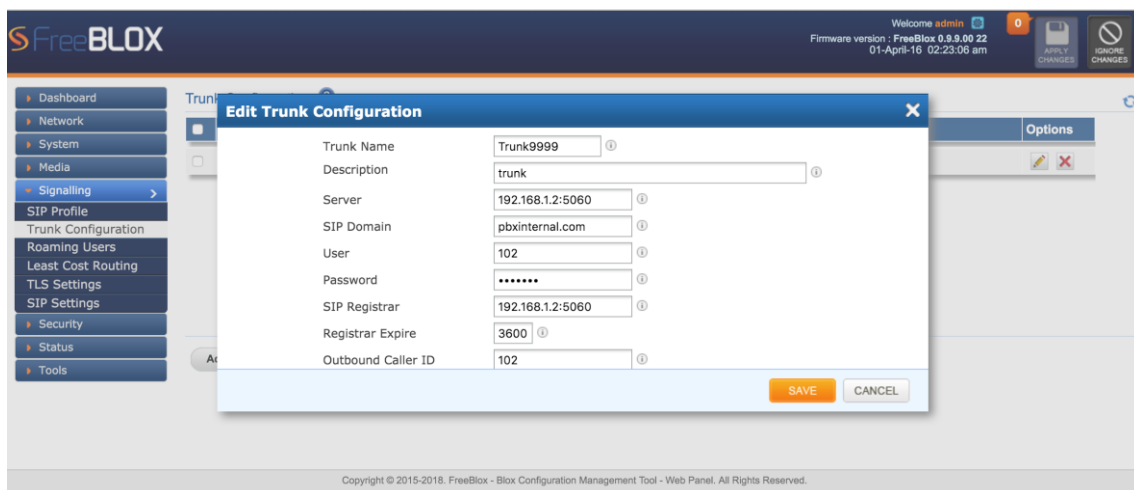 FreeBLOX
Welcome admin
Firmware version : FreeBlox 0.9.9.00 22
01-April-16 02:23:06 am
0
APPLY CHANGES
IGNORE CHANGES
Dashboard
Network
System
Media
Signalling
SIP Profile
Trunk Configuration
Roaming Users
Least Cost Routing
TLS Settings
SIP Settings
Security
Status
Tools
Trunk
Options
Edit Trunk Configuration
Trunk Name Trunk9999
Description trunk
Server 192.168.1.2:5060
SIP Domain pbxinternal.com
User 102
Password •••••••
SIP Registrar 192.168.1.2:5060
Registrar Expire 3600
Outbound Caller ID 102
SAVE CANCEL
Copyright © 2015-2018. FreeBlox - Blox Configuration Management Tool - Web Panel. All Rights Reserved.